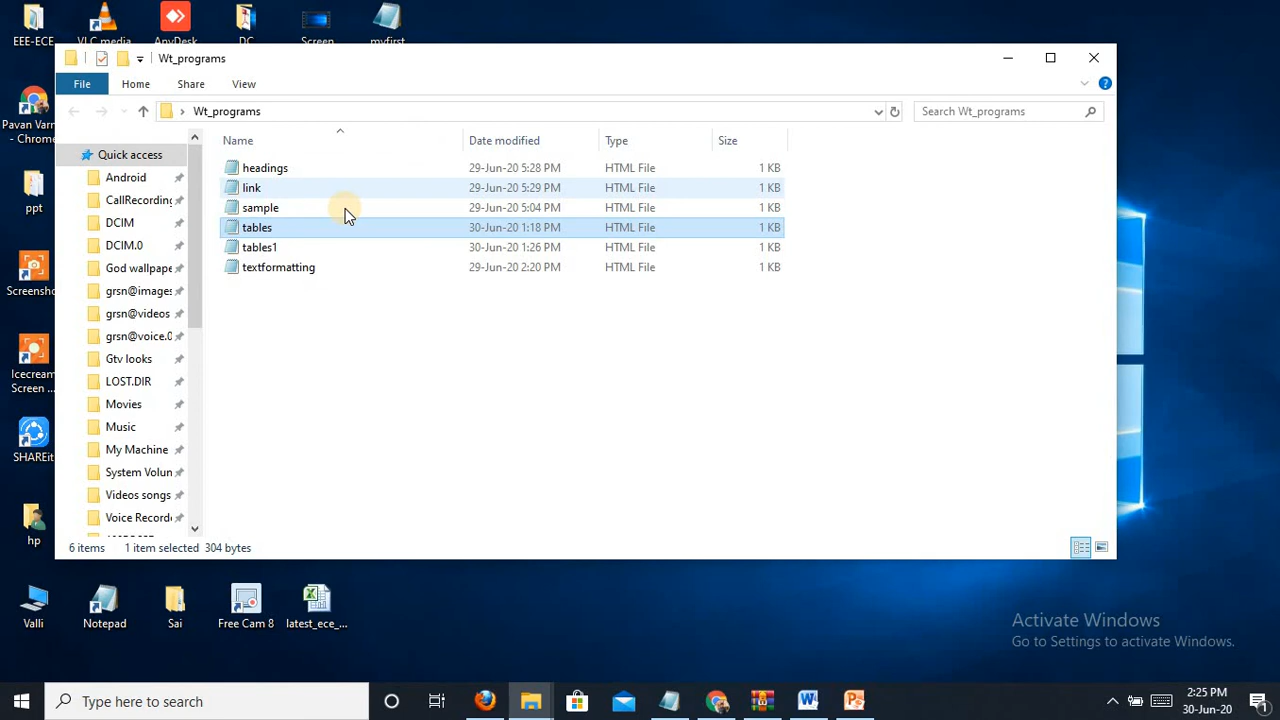 EEE-ECE
VLC media
AnyDesk
DC
Screen
myfirst
Wt_programs
File
Home
Share
View
Wt_programs
Search Wt_programs
Pavan Varn
- Chrome
ppt
Screensho
Icecream
Screen ...
SHAREit
hp
Quick access
Android
CallRecording
DCIM
DCIM.0
God wallpape
grsn@images
grsn@videos
grsn@voice.0
Gtv looks
LOST.DIR
Movies
Music
My Machine
System Volun
Videos songs
Voice Record
Name Date modified Type Size
headings 29-Jun-20 5:28 PM HTML File 1 KB
link 29-Jun-20 5:29 PM HTML File 1 KB
sample 29-Jun-20 5:04 PM HTML File 1 KB
tables 30-Jun-20 1:18 PM HTML File 1 KB
tables1 30-Jun-20 1:26 PM HTML File 1 KB
textformatting 29-Jun-20 2:20 PM HTML File 1 KB
6 items 1 item selected 304 bytes
Valli
Notepad
Sai
Free Cam 8
latest_ece_...
Activate Windows
Go to Settings to activate Windows.
Type here to search
2:25 PM
30-Jun-20